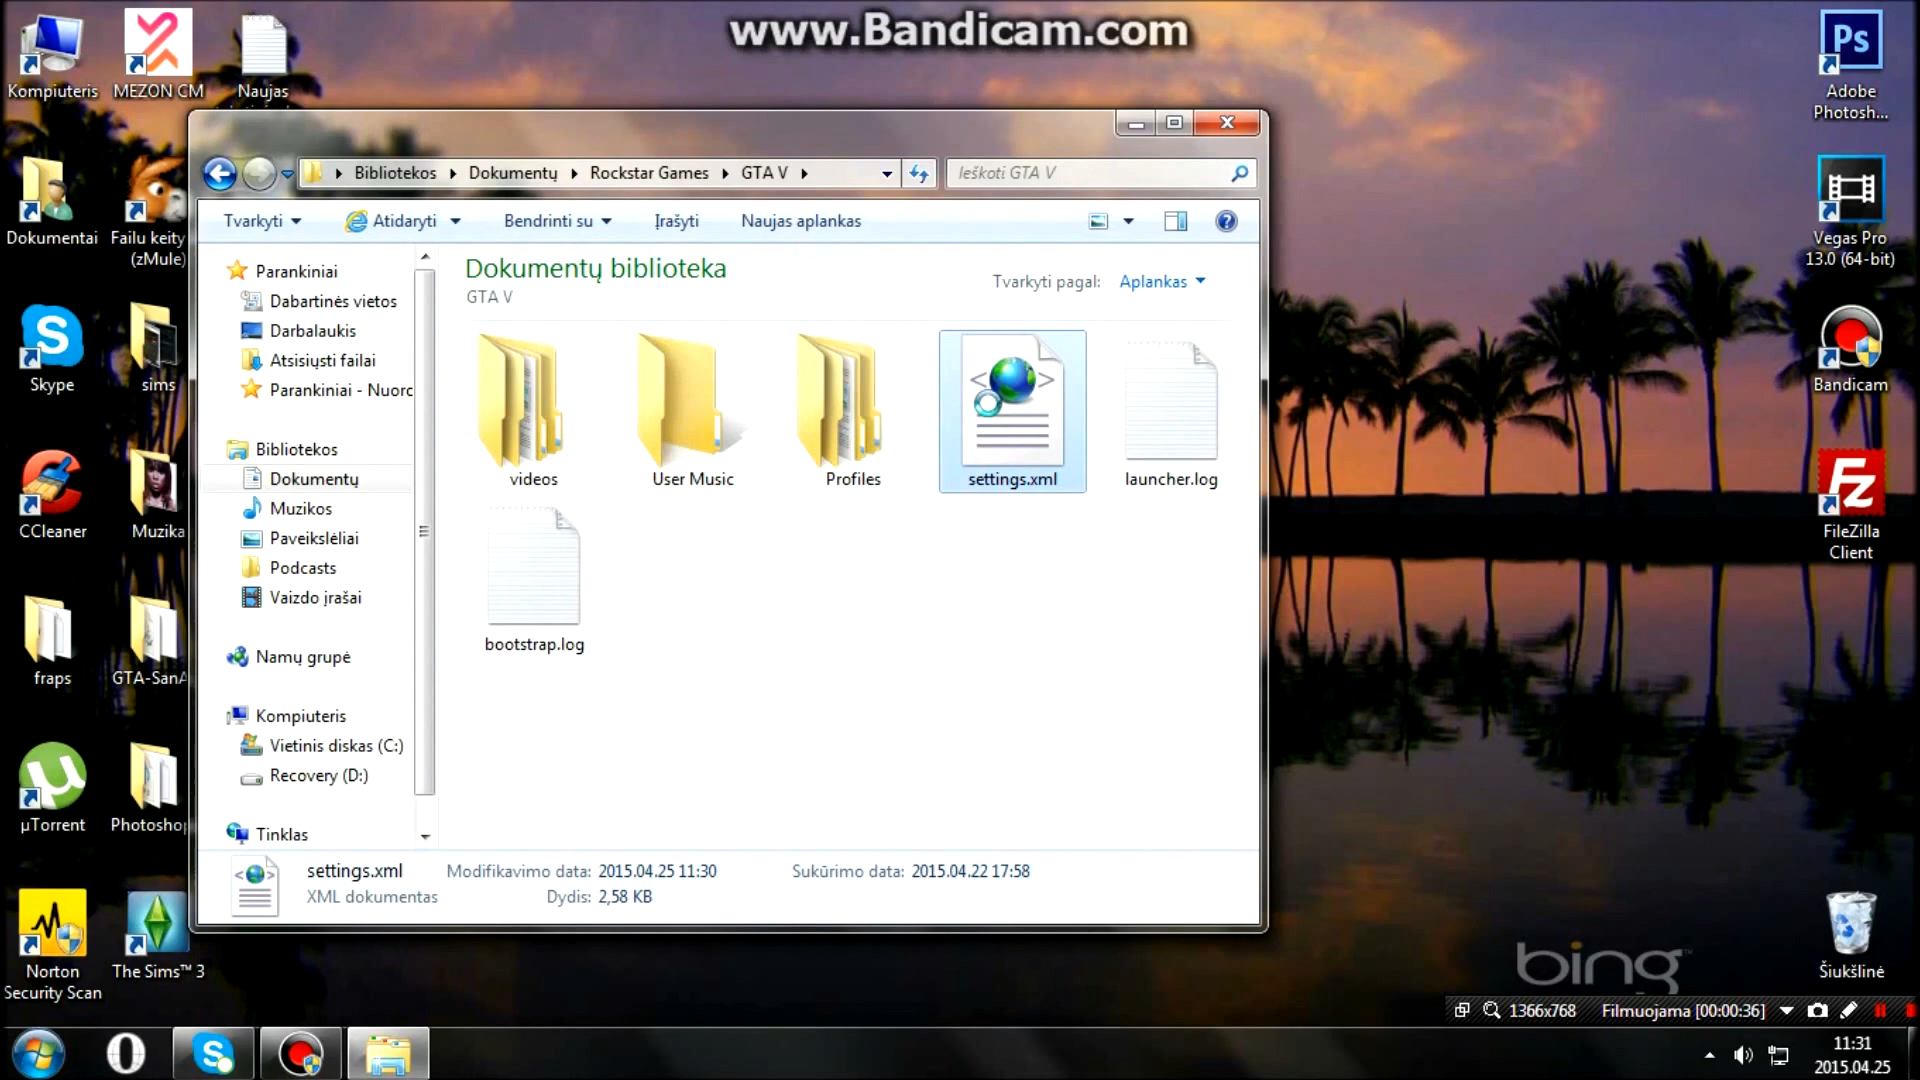 www.Bandicam.com
Kompiuteris
MEZON CM
Naujas
Adobe
Photosh...
Bibliotekos
Dokumentų
Rockstar Games
GTA V
Ieškoti GTA V
Tvarkyti
Atidaryti
Bendrinti su
Įrašyti
Naujas aplankas
Dokumentai
Failu keity
(zMule)
Vegas Pro
13.0 (64-bit)
Parankiniai
Dabartinės vietos
Darbalaukis
Atsisiųsti failai
Parankiniai - Nuoro
Dokumentų biblioteka
GTA V
Tvarkyti pagal:
Aplankas
Skype
sims
Bandicam
videos
User Music
Profiles
settings.xml
launcher.log
bootstrap.log
Bibliotekos
Dokumentų
Muzikos
Paveikslėliai
Podcasts
Vaizdo įrašai
CCleaner
Muzika
FileZilla
Client
Namų grupė
fraps
GTA-SanA
Kompiuteris
Vietinis diskas (C:)
Recovery (D:)
Tinklas
µTorrent
Photoshop
settings.xml
XML dokumentas
Modifikavimo data: 2015.04.25 11:30
Dydis: 2,58 KB
Sukūrimo data: 2015.04.22 17:58
Norton
Security Scan
The Sims™ 3
bing™
Šiukšlinė
1366x768
Filmuojama [00:00:36]
11:31
2015.04.25